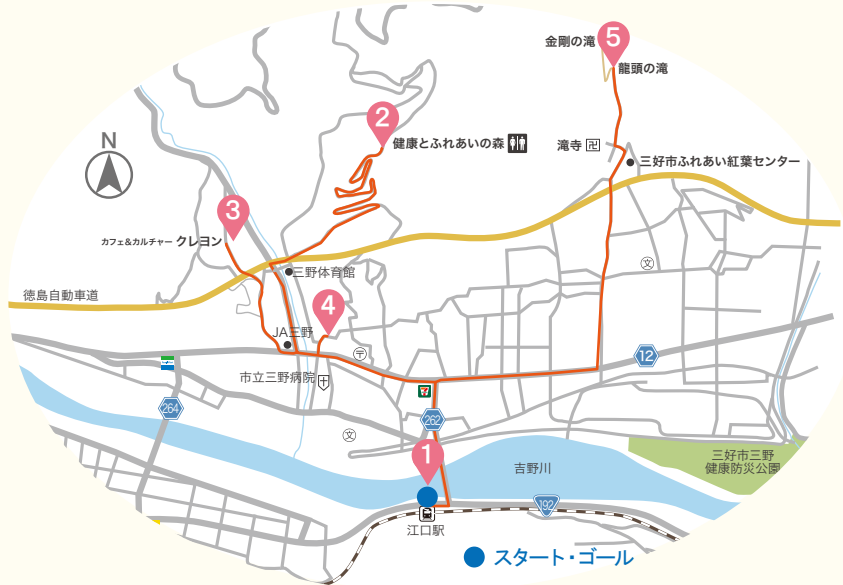 金剛の滝
5
龍頭の滝
2
健康とふれあいの森
滝寺
卍
三好市ふれあい紅葉センター
N
3
カフェ&カルチャー クレヨン
文
三野体育館
徳島自動車道
4
JA三野
〒
12
市立三野病院
7
264
262
文
1
吉野川
三好市三野
健康防災公園
192
江口駅
スタート・ゴール